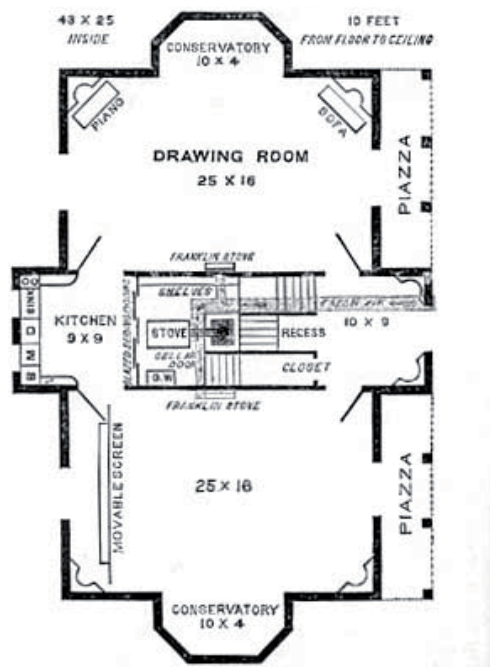 43 X 25
INSIDE
10 FEET
FROM FLOOR TO CEILING
CONSERVATORY
10 X 4
PIANO
SOFA
DRAWING ROOM
25 X 16
PIAZZA
FRANKLIN STOVE
SHELVES
SINK
KITCHEN
9 X 9
D
M
B
STOVE
CELLAR
DOOR
RECESS
10 X 9
CLOSET
FRANKLIN STOVE
MOVABLE SCREEN
25 X 16
PIAZZA
CONSERVATORY
10 X 4